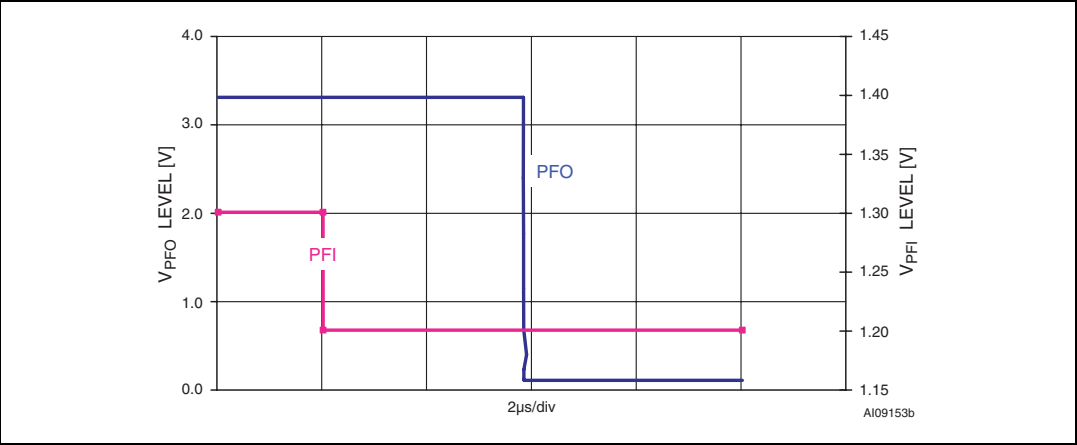 4.0
3.0
2.0
1.0
0.0
VPFO LEVEL [V]
PFO
PFI
1.45
1.40
1.35
1.30
1.25
1.20
1.15
VPFI LEVEL [V]
2µs/div
AI09153b